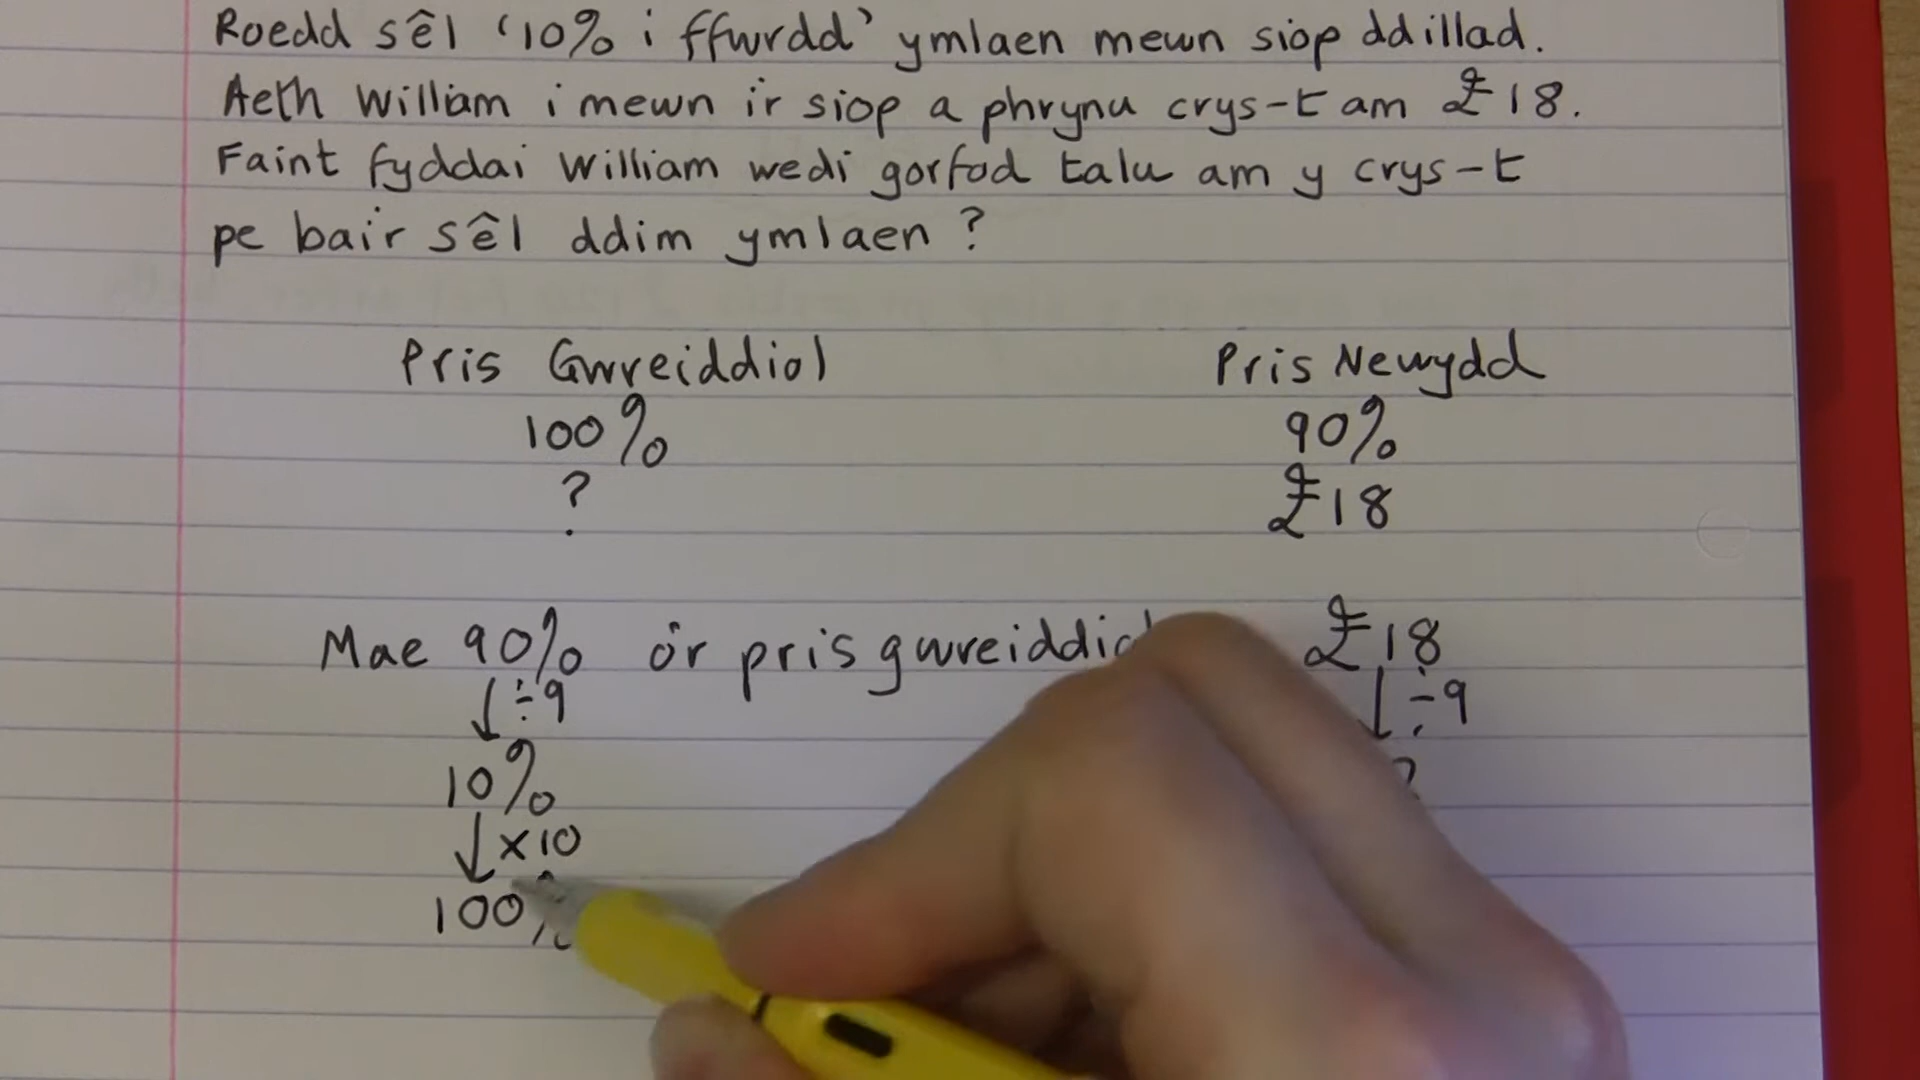 Roedd sêl ‘10% i ffwrdd’ ymlaen mewn siop ddillad.
Aeth William i mewn i'r siop a phrynu crys-t am £18.
Faint fyddai William wedi gorfod talu am y crys-t
pe bai'r sêl ddim ymlaen?
Pris Gwreiddiol Pris Newydd
100% 90%
? £18
Mae 90% o'r pris gwreiddiol £18
↓÷9 ↓÷9
10%
↓×10
100%